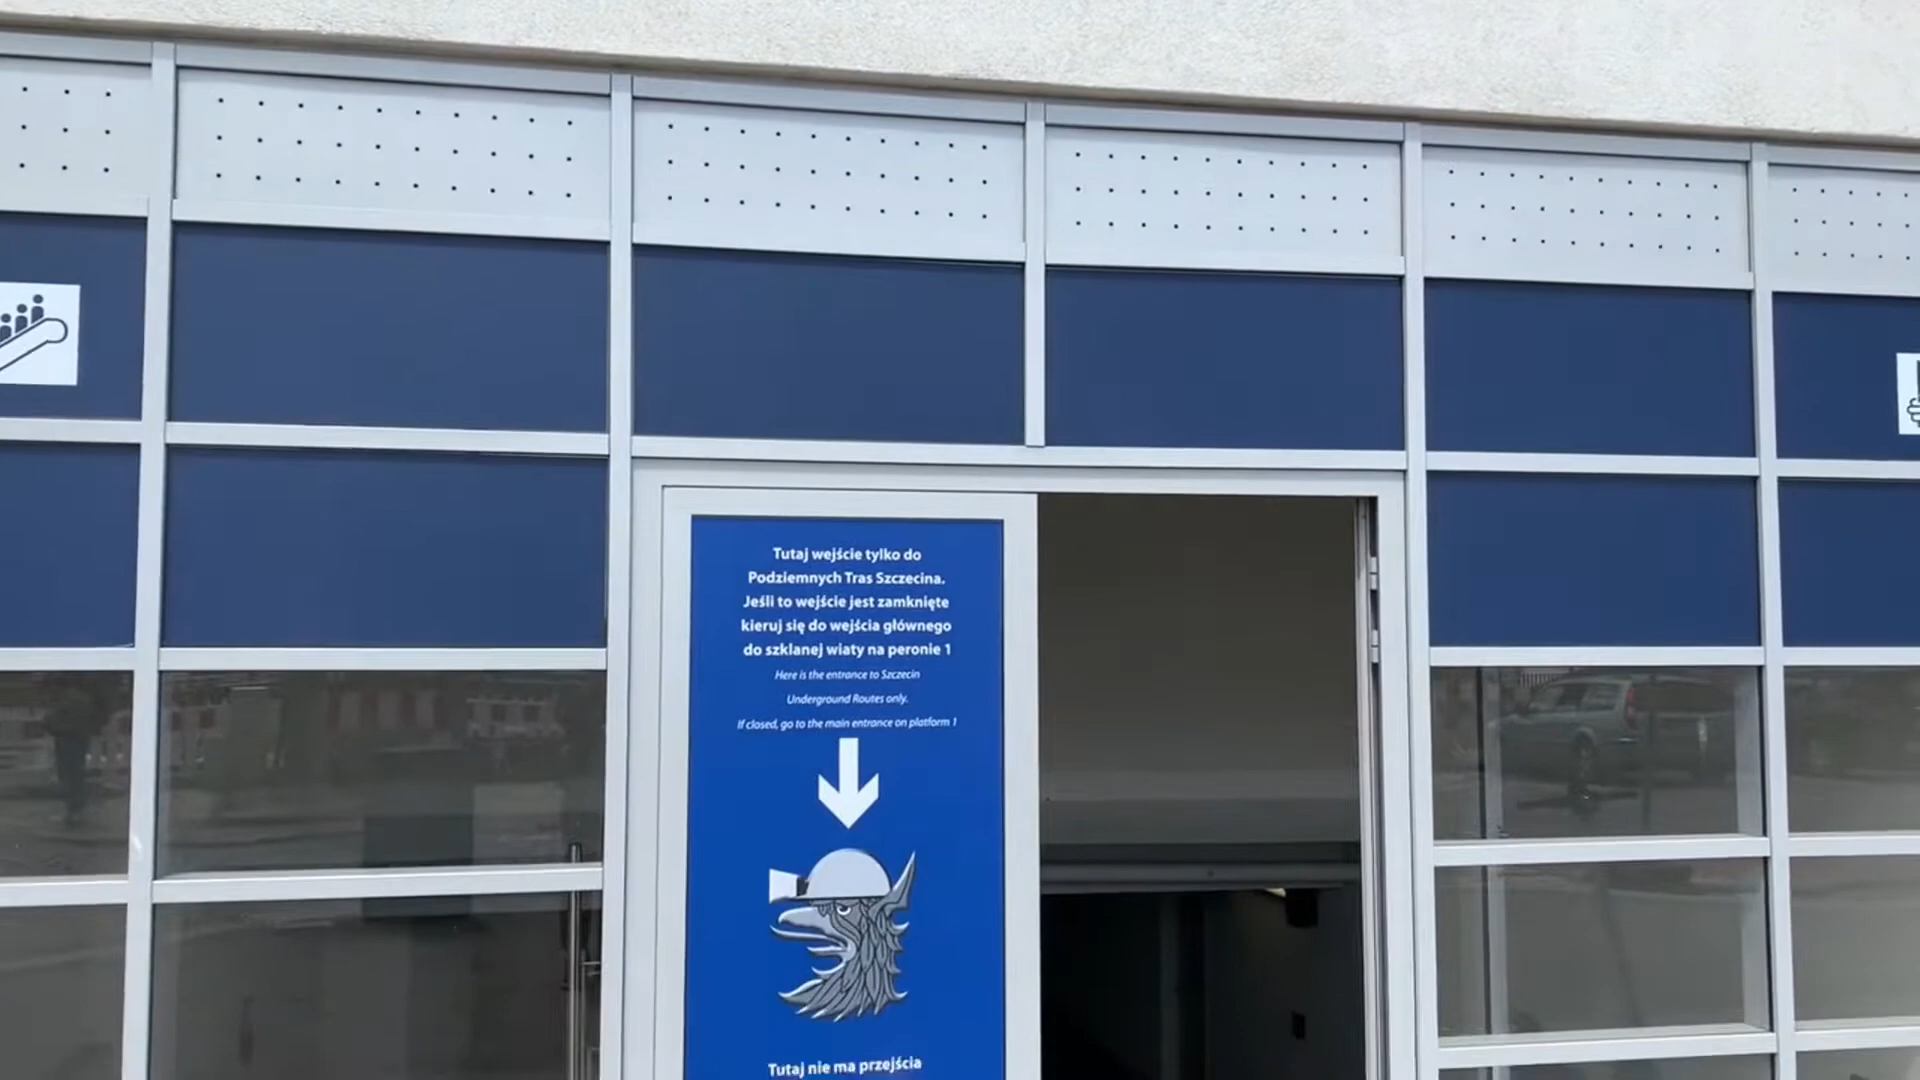 Tutaj wejście tylko do
Podziemnych Tras Szczecina.
Jeśli to wejście jest zamknięte
kieruj się do wejścia głównego
do szklanej wiaty na peronie 1
Here is the entrance to Szczecin
Underground Routes only.
If closed, go to the main entrance on platform 1
Tutaj nie ma przejścia